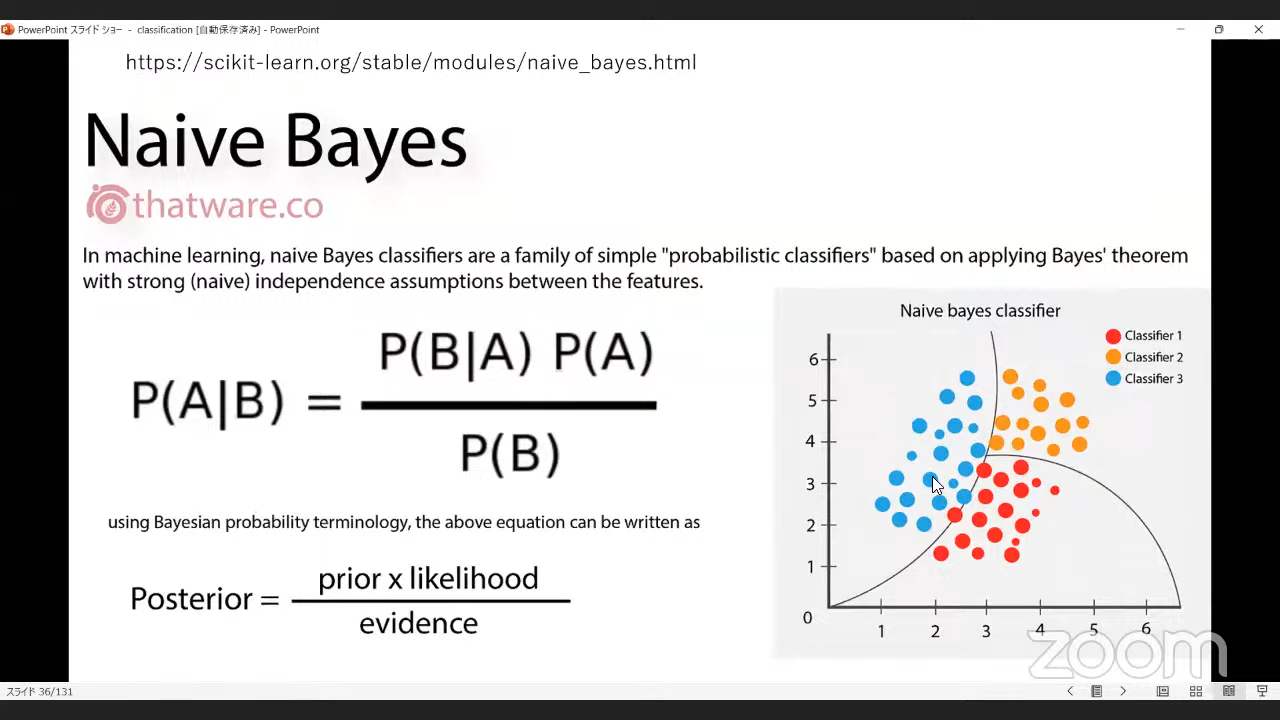 PowerPoint スライド ショー - classification [自動保存済み] - PowerPoint
https://scikit-learn.org/stable/modules/naive_bayes.html
Naive Bayes
thatware.co
In machine learning, naive Bayes classifiers are a family of simple "probabilistic classifiers" based on applying Bayes' theorem
with strong (naive) independence assumptions between the features.
P(A|B) = P(B|A) P(A)
P(B)
using Bayesian probability terminology, the above equation can be written as
Posterior = prior x likelihood
evidence
Naive bayes classifier
Classifier 1
Classifier 2
Classifier 3
6
5
4
3
2
1
0
1 2 3 4 5 6
zoom
スライド 36/131